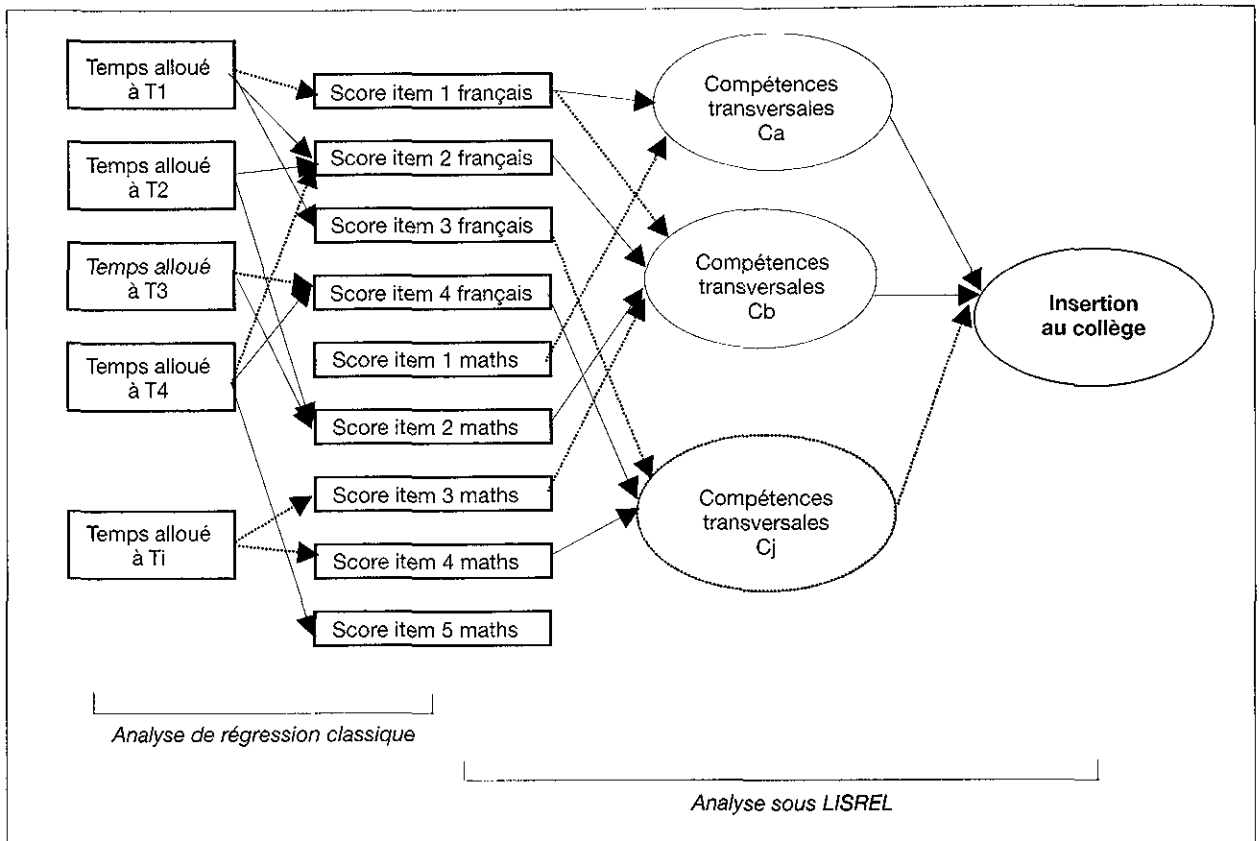 Temps alloué
à T1
Temps alloué
à T2
Temps alloué
à T3
Temps alloué
à T4
Temps alloué
à Ti
Score item 1 français
Score item 2 français
Score item 3 français
Score item 4 français
Score item 1 maths
Score item 2 maths
Score item 3 maths
Score item 4 maths
Score item 5 maths
Compétences
transversales
Ca
Compétences
transversales
Cb
Compétences
transversales
Cj
Insertion
au collège
Analyse de régression classique
Analyse sous LISREL